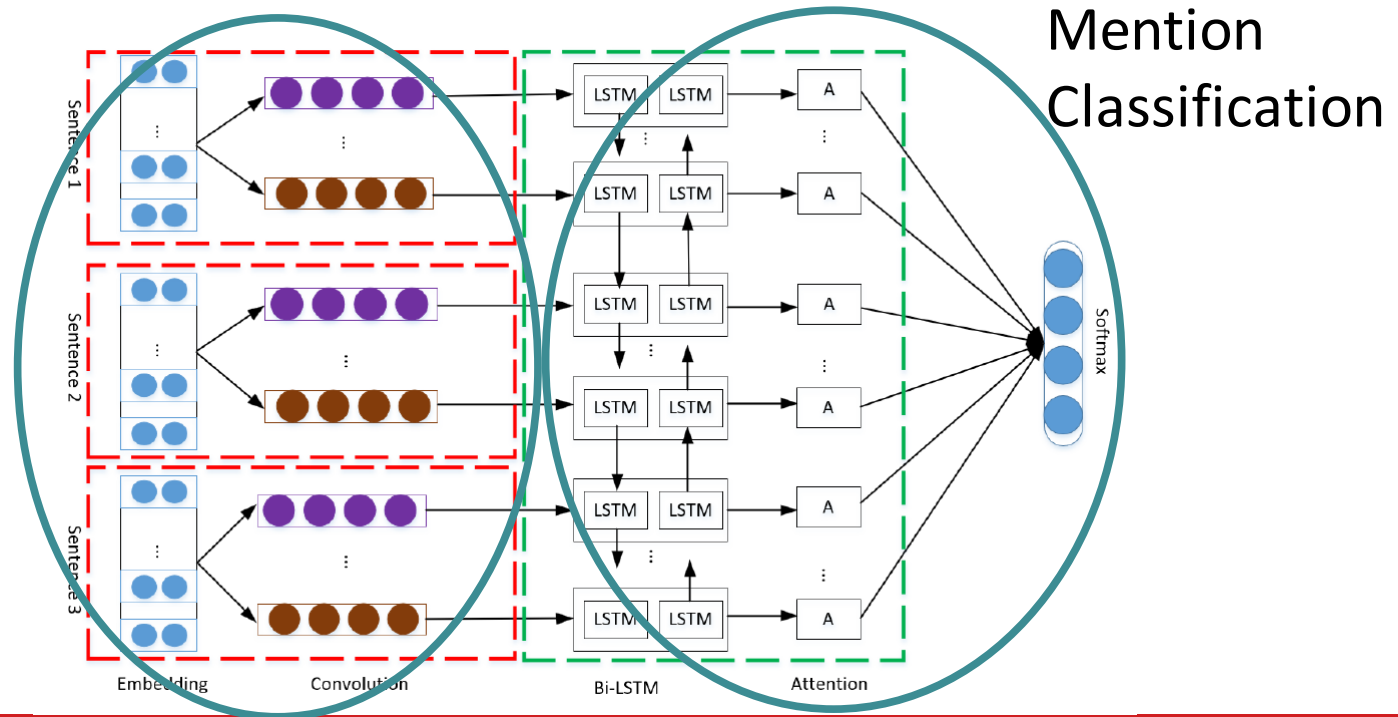 Mention
Classification
Sentence 1
...
...
LSTM LSTM
...
LSTM LSTM
A
...
A
Sentence 2
...
...
LSTM LSTM
...
LSTM LSTM
A
...
A
Softmax
Sentence 3
...
...
LSTM LSTM
...
LSTM LSTM
A
...
A
Embedding
Convolution
Bi-LSTM
Attention